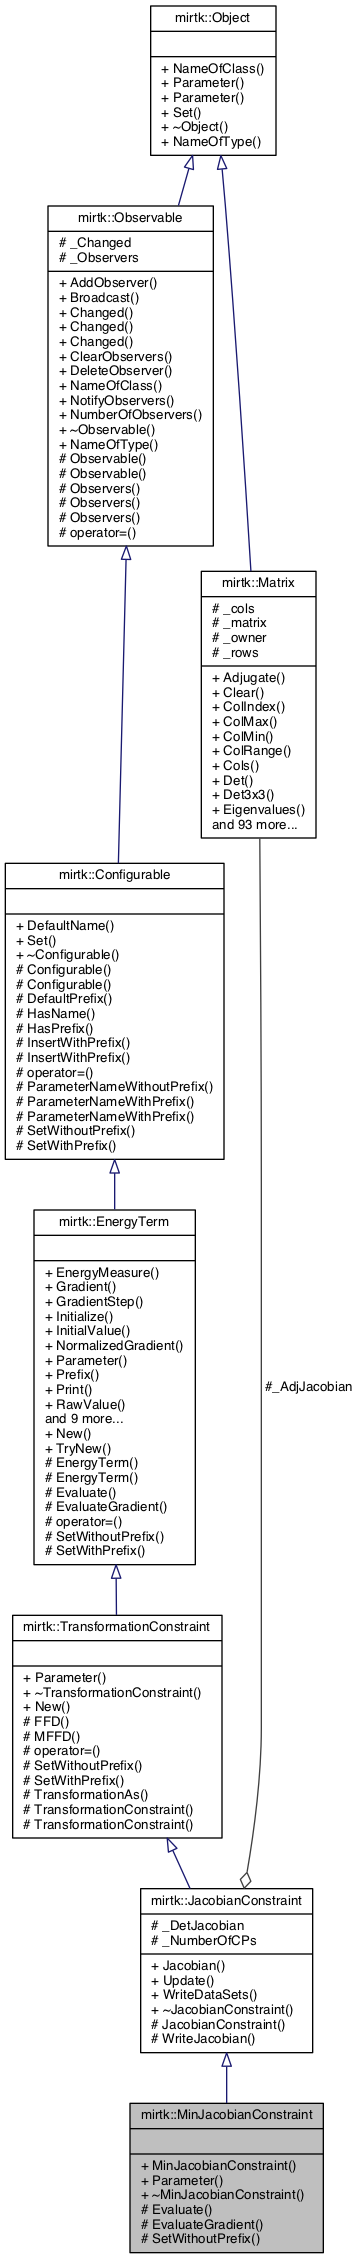 mirtk::Object
+ NameOfClass()
+ Parameter()
+ Parameter()
+ Set()
+ ~Object()
+ NameOfType()
mirtk::Observable
# _Changed
# _Observers
+ AddObserver()
+ Broadcast()
+ Changed()
+ Changed()
+ Changed()
+ ClearObservers()
+ DeleteObserver()
+ NameOfClass()
+ NotifyObservers()
+ NumberOfObservers()
+ ~Observable()
+ NameOfType()
# Observable()
# Observable()
# Observers()
# Observers()
# Observers()
# operator=()
mirtk::Matrix
# _cols
# _matrix
# _owner
# _rows
+ Adjugate()
+ Clear()
+ ColIndex()
+ ColMax()
+ ColMin()
+ ColRange()
+ Cols()
+ Det()
+ Det3x3()
+ Eigenvalues()
and 93 more...
mirtk::Configurable
+ DefaultName()
+ Set()
+ ~Configurable()
# Configurable()
# Configurable()
# DefaultPrefix()
# HasName()
# HasPrefix()
# InsertWithPrefix()
# InsertWithPrefix()
# operator=()
# ParameterNameWithoutPrefix()
# ParameterNameWithPrefix()
# ParameterNameWithPrefix()
# SetWithoutPrefix()
# SetWithPrefix()
mirtk::EnergyTerm
+ EnergyMeasure()
+ Gradient()
+ GradientStep()
+ Initialize()
+ InitialValue()
+ NormalizedGradient()
+ Parameter()
+ Prefix()
+ Print()
+ RawValue()
and 9 more...
+ New()
+ TryNew()
# EnergyTerm()
# EnergyTerm()
# Evaluate()
# EvaluateGradient()
# operator=()
# SetWithoutPrefix()
# SetWithPrefix()
#_AdjJacobian
mirtk::TransformationConstraint
+ Parameter()
+ ~TransformationConstraint()
+ New()
# FFD()
# MFFD()
# operator=()
# SetWithoutPrefix()
# SetWithPrefix()
# TransformationAs()
# TransformationConstraint()
# TransformationConstraint()
mirtk::JacobianConstraint
# _DetJacobian
# _NumberOfCPs
+ Jacobian()
+ Update()
+ WriteDataSets()
+ ~JacobianConstraint()
# JacobianConstraint()
# WriteJacobian()
mirtk::MinJacobianConstraint
+ MinJacobianConstraint()
+ Parameter()
+ ~MinJacobianConstraint()
# Evaluate()
# EvaluateGradient()
# SetWithoutPrefix()